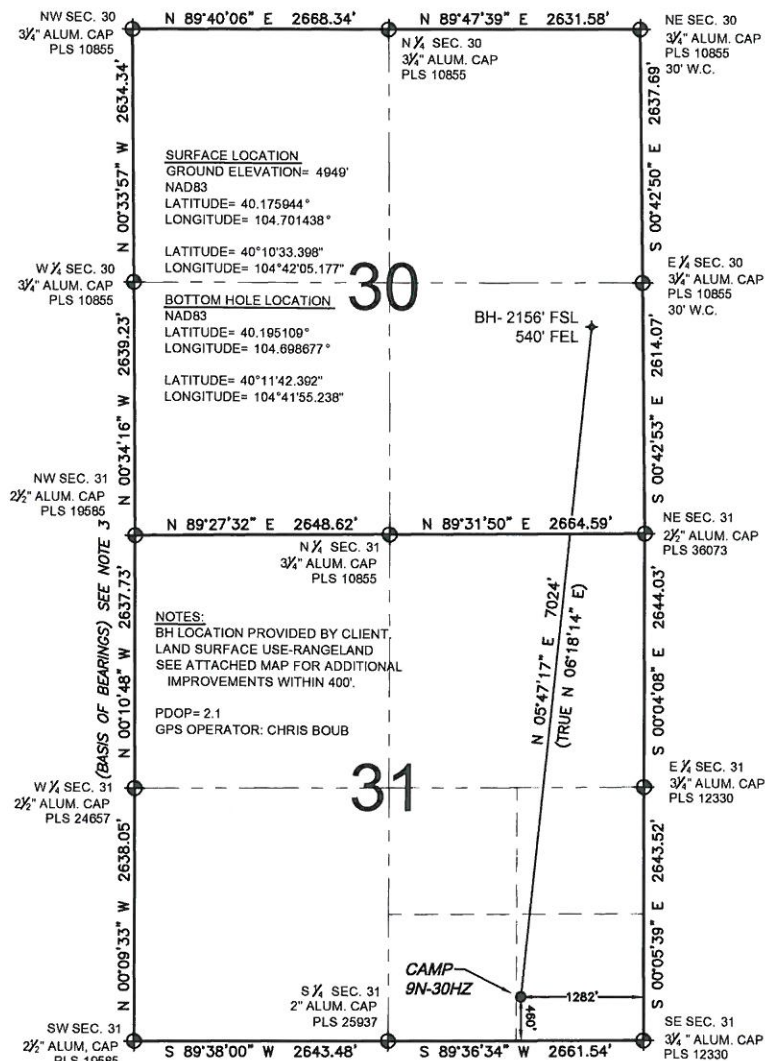 N 89°40'06" E 2668.34'
N 89°47'39" E 2631.58'
NW SEC. 30
3¼" ALUM. CAP
PLS 10855
N ¼ SEC. 30
3¼" ALUM. CAP
PLS 10855
NE SEC. 30
3¼" ALUM. CAP
PLS 10855
30' W.C.
N 00°33'57" W 2634.34'
S 00°42'50" E 2637.69'
SURFACE LOCATION
GROUND ELEVATION= 4949'
NAD83
LATITUDE= 40.175944°
LONGITUDE= 104.701438°
LATITUDE= 40°10'33.398"
LONGITUDE= 104°42'05.177"
W ¼ SEC. 30
3¼" ALUM. CAP
PLS 10855
30
E ¼ SEC. 30
3¼" ALUM. CAP
PLS 10855
30' W.C.
BOTTOM HOLE LOCATION
NAD83
LATITUDE= 40.195109°
LONGITUDE= 104.698677°
LATITUDE= 40°11'42.392"
LONGITUDE= 104°41'55.238"
BH- 2156' FSL
540' FEL
N 00°34'16" W 2639.23'
S 00°42'53" E 2614.07'
NW SEC. 31
2½" ALUM. CAP
PLS 19585
N 89°27'32" E 2648.62'
N 89°31'50" E 2664.59'
N ¼ SEC. 31
3¼" ALUM. CAP
PLS 10855
NE SEC. 31
2½" ALUM. CAP
PLS 36073
(BASIS OF BEARINGS) SEE NOTE 3
N 00°10'48" W 2637.73'
S 00°04'08" E 2644.03'
NOTES:
BH LOCATION PROVIDED BY CLIENT.
LAND SURFACE USE-RANGELAND
SEE ATTACHED MAP FOR ADDITIONAL
IMPROVEMENTS WITHIN 400'.
PDOP= 2.1
GPS OPERATOR: CHRIS BOUB
N 05°47'17" E 7024'
(TRUE N 06°18'14" E)
W ¼ SEC. 31
2½" ALUM. CAP
PLS 24657
31
E ¼ SEC. 31
3¼" ALUM. CAP
PLS 12330
N 00°09'33" W 2638.05'
S 00°05'39" E 2643.52'
CAMP
9N-30HZ
1282'
460'
S ¼ SEC. 31
2" ALUM. CAP
PLS 25937
SW SEC. 31
2½" ALUM. CAP
PLS 19585
S 89°38'00" W 2643.48'
S 89°36'34" W 2661.54'
SE SEC. 31
3¼" ALUM. CAP
PLS 12330